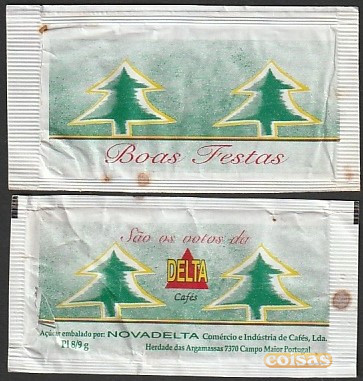 Boas Festas
São os votos da
DELTA
Cafés
Açúcar embalado por: NOVADELTA Comércio e Indústria de Cafés, Lda.
Pl 8/9 g Herdade das Argamassas 7370 Campo Maior Portugal
coisas